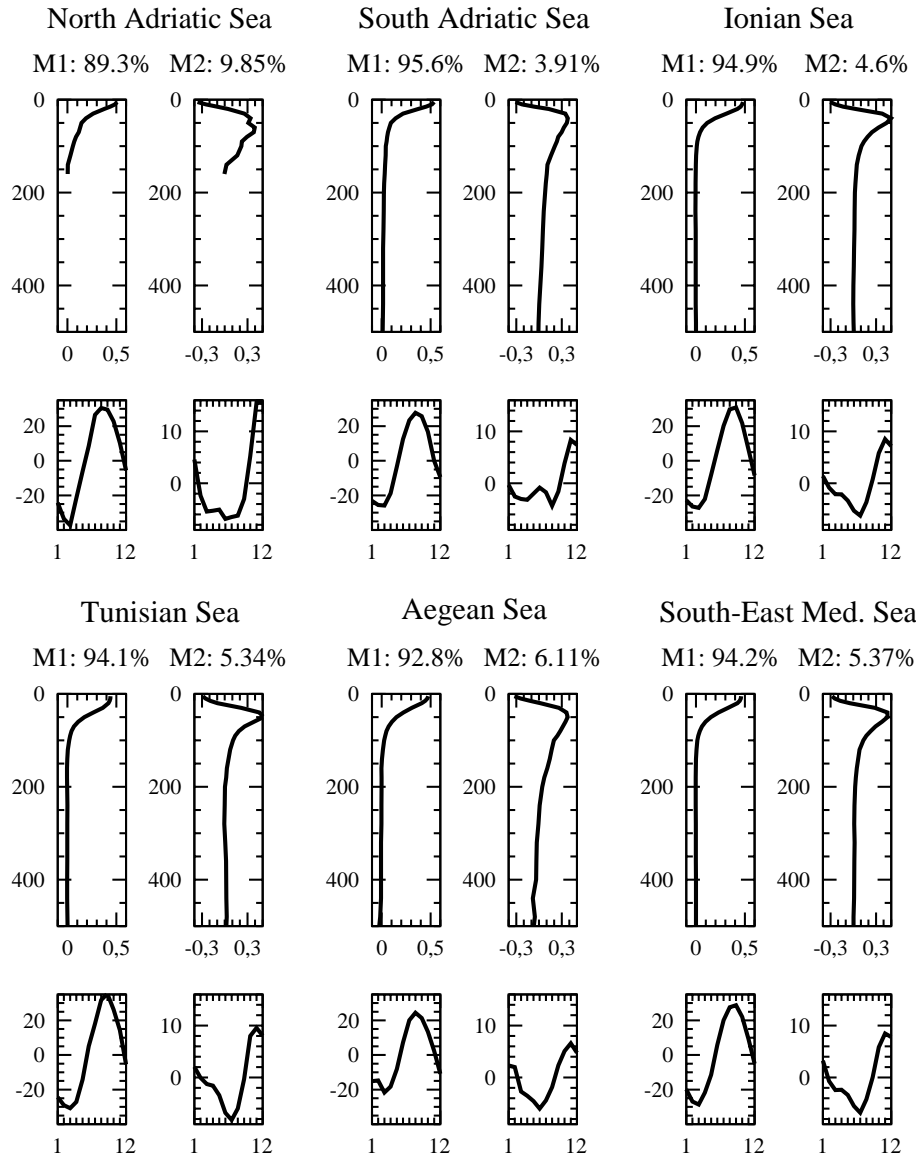 North Adriatic Sea South Adriatic Sea Ionian Sea
M1: 89.3% M2: 9.85% M1: 95.6% M2: 3.91% M1: 94.9% M2: 4.6%
0 0 0 0 0 0
200 200 200 200 200 200
400 400 400 400 400 400
0 0,5 -0,3 0,3 0 0,5 -0,3 0,3 0 0,5 -0,3 0,3
20 10 20 10 20 10
0 0 0 0 0 0
-20 -20 -20
1 12 1 12 1 12 1 12 1 12 1 12
Tunisian Sea Aegean Sea South-East Med. Sea
M1: 94.1% M2: 5.34% M1: 92.8% M2: 6.11% M1: 94.2% M2: 5.37%
0 0 0 0 0 0
200 200 200 200 200 200
400 400 400 400 400 400
0 0,5 -0,3 0,3 0 0,5 -0,3 0,3 0 0,5 -0,3 0,3
20 10 20 10 20 10
0 0 0 0 0 0
-20 -20 -20
1 12 1 12 1 12 1 12 1 12 1 12